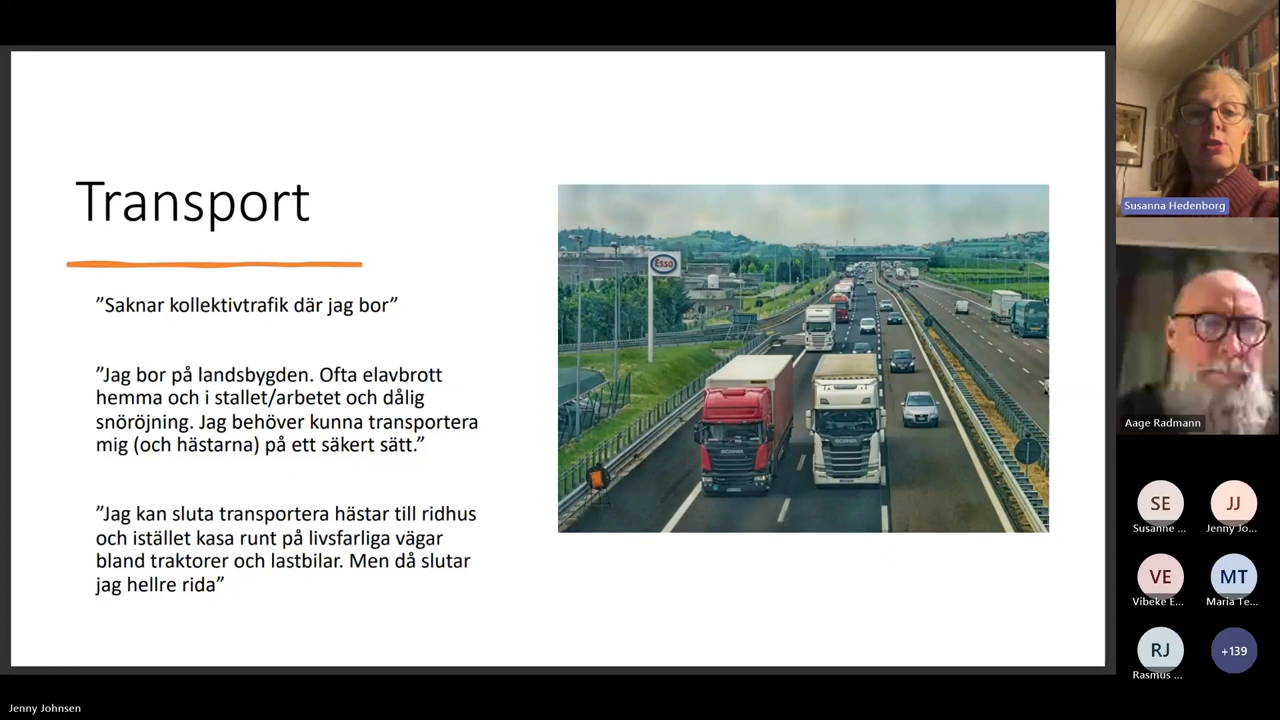 Transport
”Saknar kollektivtrafik där jag bor”
”Jag bor på landsbygden. Ofta elavbrott
hemma och i stallet/arbetet och dålig
snöröjning. Jag behöver kunna transportera
mig (och hästarna) på ett säkert sätt.”
”Jag kan sluta transportera hästar till ridhus
och istället kasa runt på livsfarliga vägar
bland traktorer och lastbilar. Men då slutar
jag hellre rida”
Esso
SCANIA
SCANIA
Susanna Hedenborg
Aage Radmann
SE
Susanne ...
JJ
Jenny Jo...
VE
Vibeke E...
MT
Maria Te...
RJ
Rasmus ...
+139
Jenny Johnsen